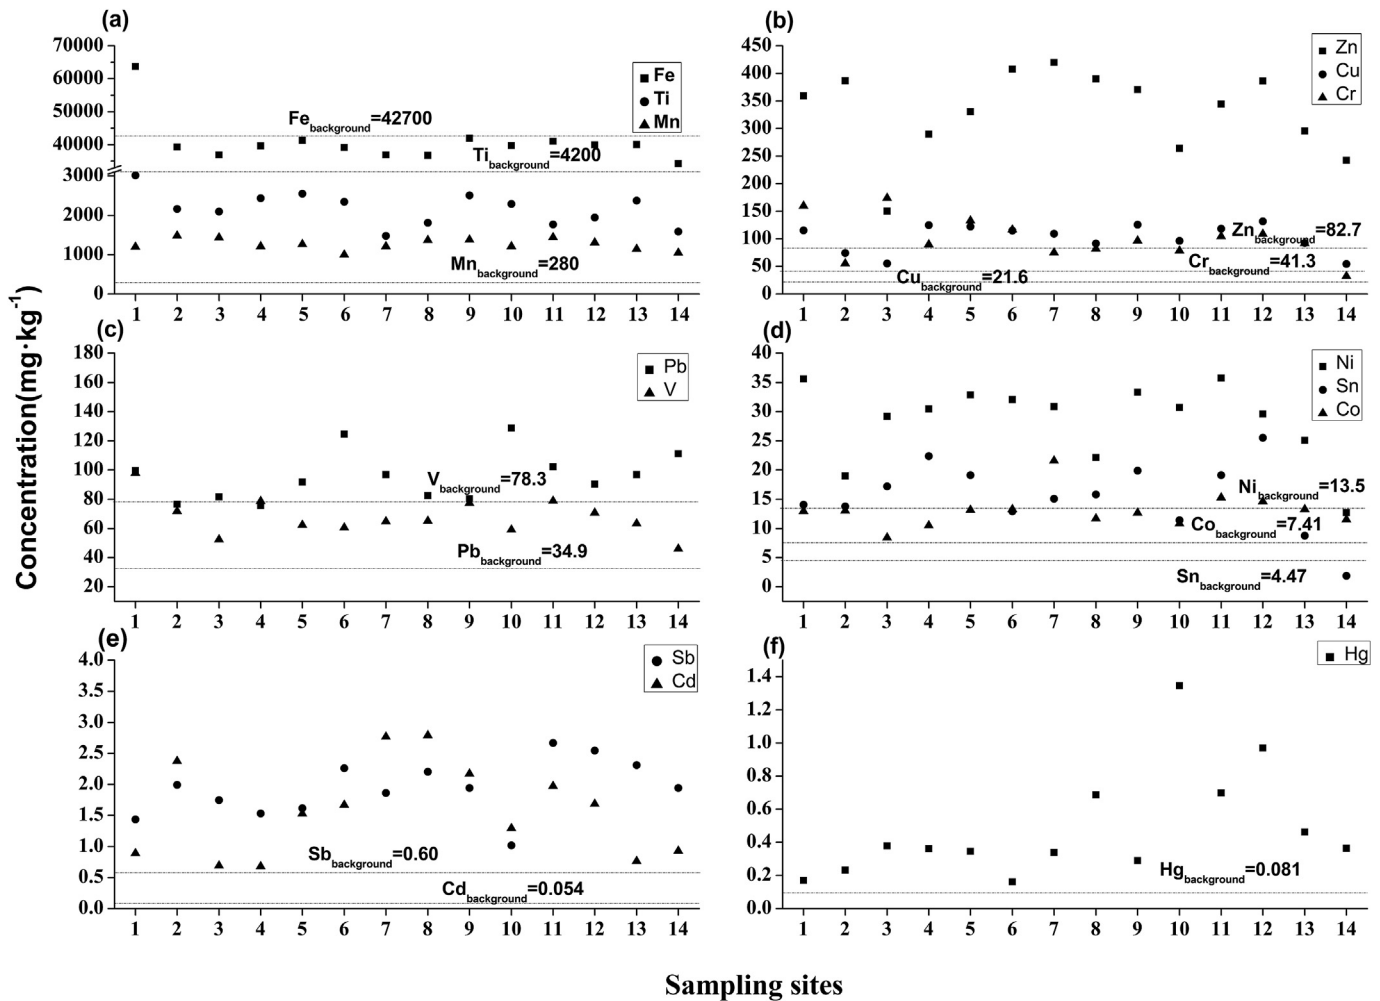 Concentration(mg·kg-1)
(a)
70000
60000
50000
40000
30000
3000
2000
1000
0
Fe
Ti
Mn
Febackground=42700
Tibackground=4200
Mnbackground=280
1 2 3 4 5 6 7 8 9 10 11 12 13 14
(b)
450
400
350
300
250
200
150
100
50
0
Zn
Cu
Cr
Znbackground=82.7
Crbackground=41.3
Cubackground=21.6
1 2 3 4 5 6 7 8 9 10 11 12 13 14
(c)
180
160
140
120
100
80
60
40
20
Pb
V
Vbackground=78.3
Pbbackground=34.9
1 2 3 4 5 6 7 8 9 10 11 12 13 14
(d)
40
35
30
25
20
15
10
5
0
Ni
Sn
Co
Nibackground=13.5
Cobackground=7.41
Snbackground=4.47
1 2 3 4 5 6 7 8 9 10 11 12 13 14
(e)
4.0
3.5
3.0
2.5
2.0
1.5
1.0
0.5
0.0
Sb
Cd
Sbbackground=0.60
Cdbackground=0.054
1 2 3 4 5 6 7 8 9 10 11 12 13 14
(f)
1.4
1.2
1.0
0.8
0.6
0.4
0.2
0.0
Hg
Hgbackground=0.081
1 2 3 4 5 6 7 8 9 10 11 12 13 14
Sampling sites